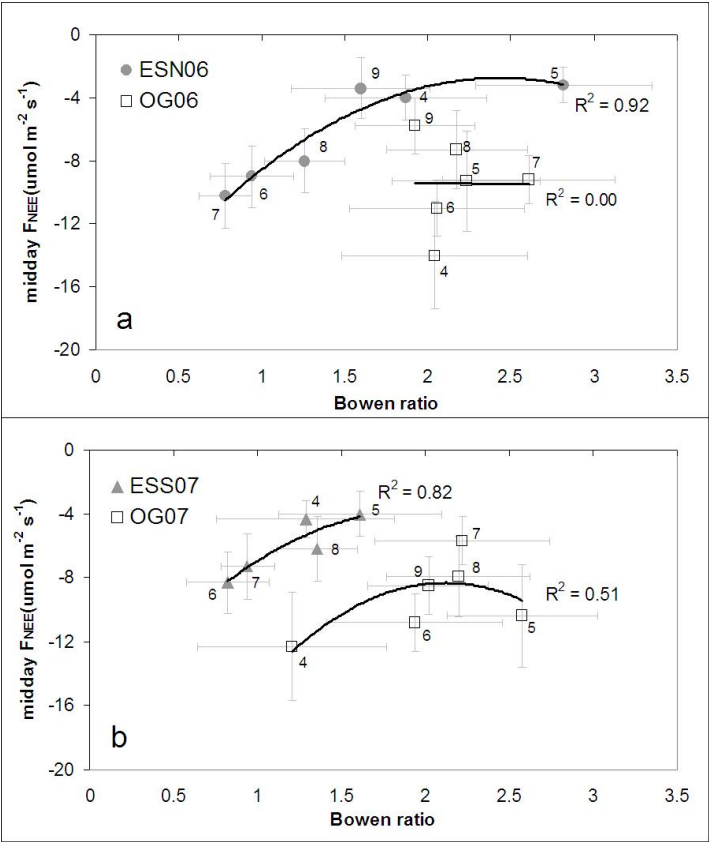 0
-4
-8
-12
-16
-20
midday FNEE(umol m-2 s-1)
ESN06
OG06
9
4
5
R2 = 0.92
9
8
8
5
7
6
7
6
R2 = 0.00
4
a
0 0.5 1 1.5 2 2.5 3 3.5
Bowen ratio
0
-4
-8
-12
-16
-20
midday FNEE(umol m-2 s-1)
ESS07
OG07
4
5
R2 = 0.82
7
8
6
7
9
8
R2 = 0.51
6
5
4
b
0 0.5 1 1.5 2 2.5 3 3.5
Bowen ratio